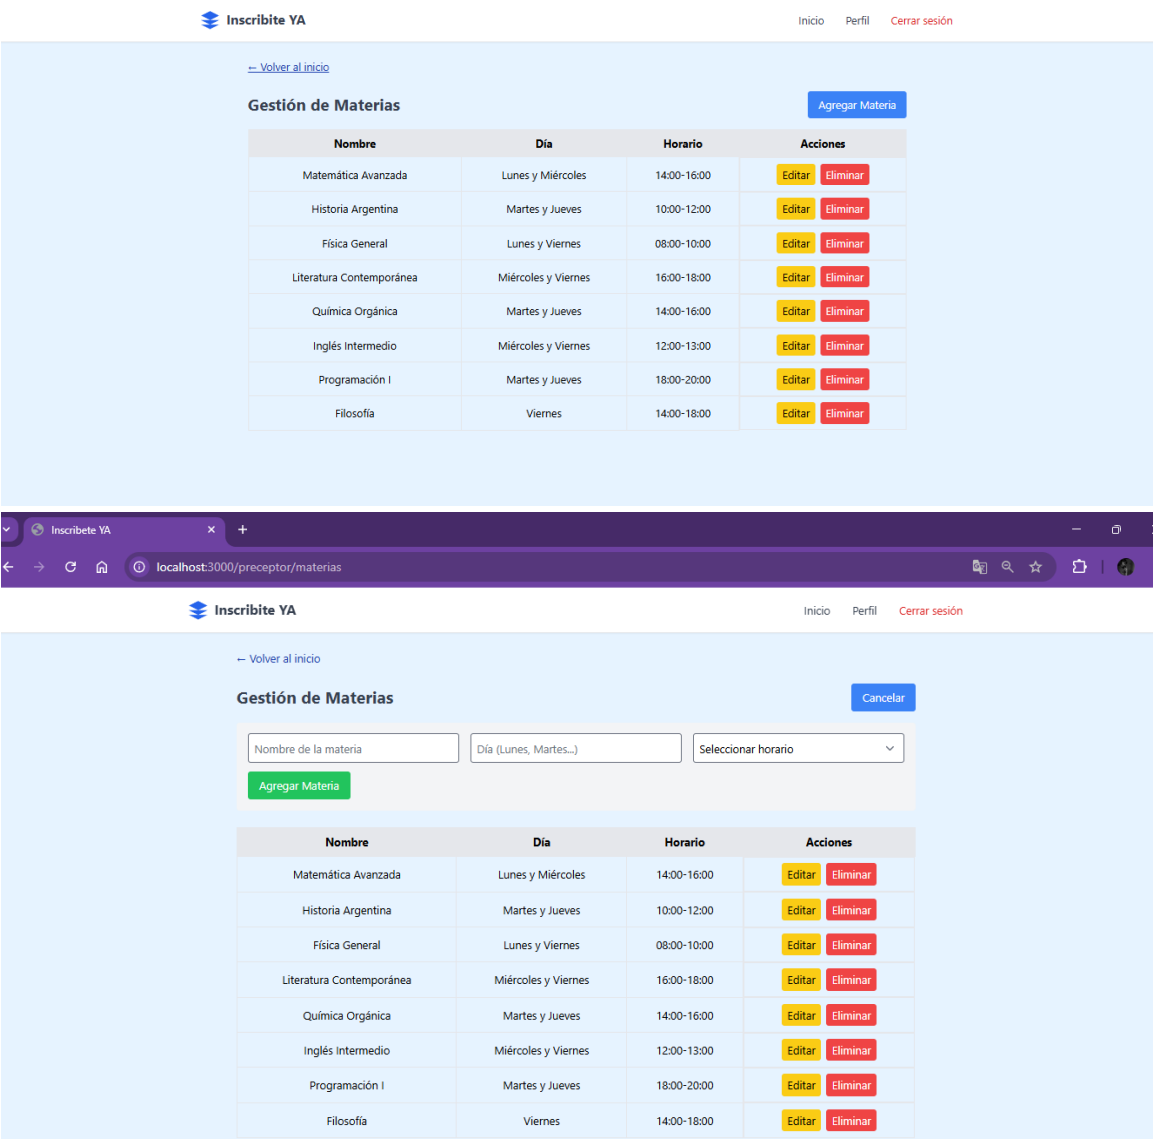 Inscribite YA Inicio Perfil Cerrar sesión
← Volver al inicio
Gestión de Materias Agregar Materia
Nombre Día Horario Acciones
Matemática Avanzada Lunes y Miércoles 14:00-16:00 Editar Eliminar
Historia Argentina Martes y Jueves 10:00-12:00 Editar Eliminar
Física General Lunes y Viernes 08:00-10:00 Editar Eliminar
Literatura Contemporánea Miércoles y Viernes 16:00-18:00 Editar Eliminar
Química Orgánica Martes y Jueves 14:00-16:00 Editar Eliminar
Inglés Intermedio Miércoles y Viernes 12:00-13:00 Editar Eliminar
Programación I Martes y Jueves 18:00-20:00 Editar Eliminar
Filosofía Viernes 14:00-18:00 Editar Eliminar
Inscribete YA
localhost:3000/preceptor/materias
Inscribite YA Inicio Perfil Cerrar sesión
← Volver al inicio
Gestión de Materias Cancelar
Nombre de la materia Día (Lunes, Martes...) Seleccionar horario
Agregar Materia
Nombre Día Horario Acciones
Matemática Avanzada Lunes y Miércoles 14:00-16:00 Editar Eliminar
Historia Argentina Martes y Jueves 10:00-12:00 Editar Eliminar
Física General Lunes y Viernes 08:00-10:00 Editar Eliminar
Literatura Contemporánea Miércoles y Viernes 16:00-18:00 Editar Eliminar
Química Orgánica Martes y Jueves 14:00-16:00 Editar Eliminar
Inglés Intermedio Miércoles y Viernes 12:00-13:00 Editar Eliminar
Programación I Martes y Jueves 18:00-20:00 Editar Eliminar
Filosofía Viernes 14:00-18:00 Editar Eliminar